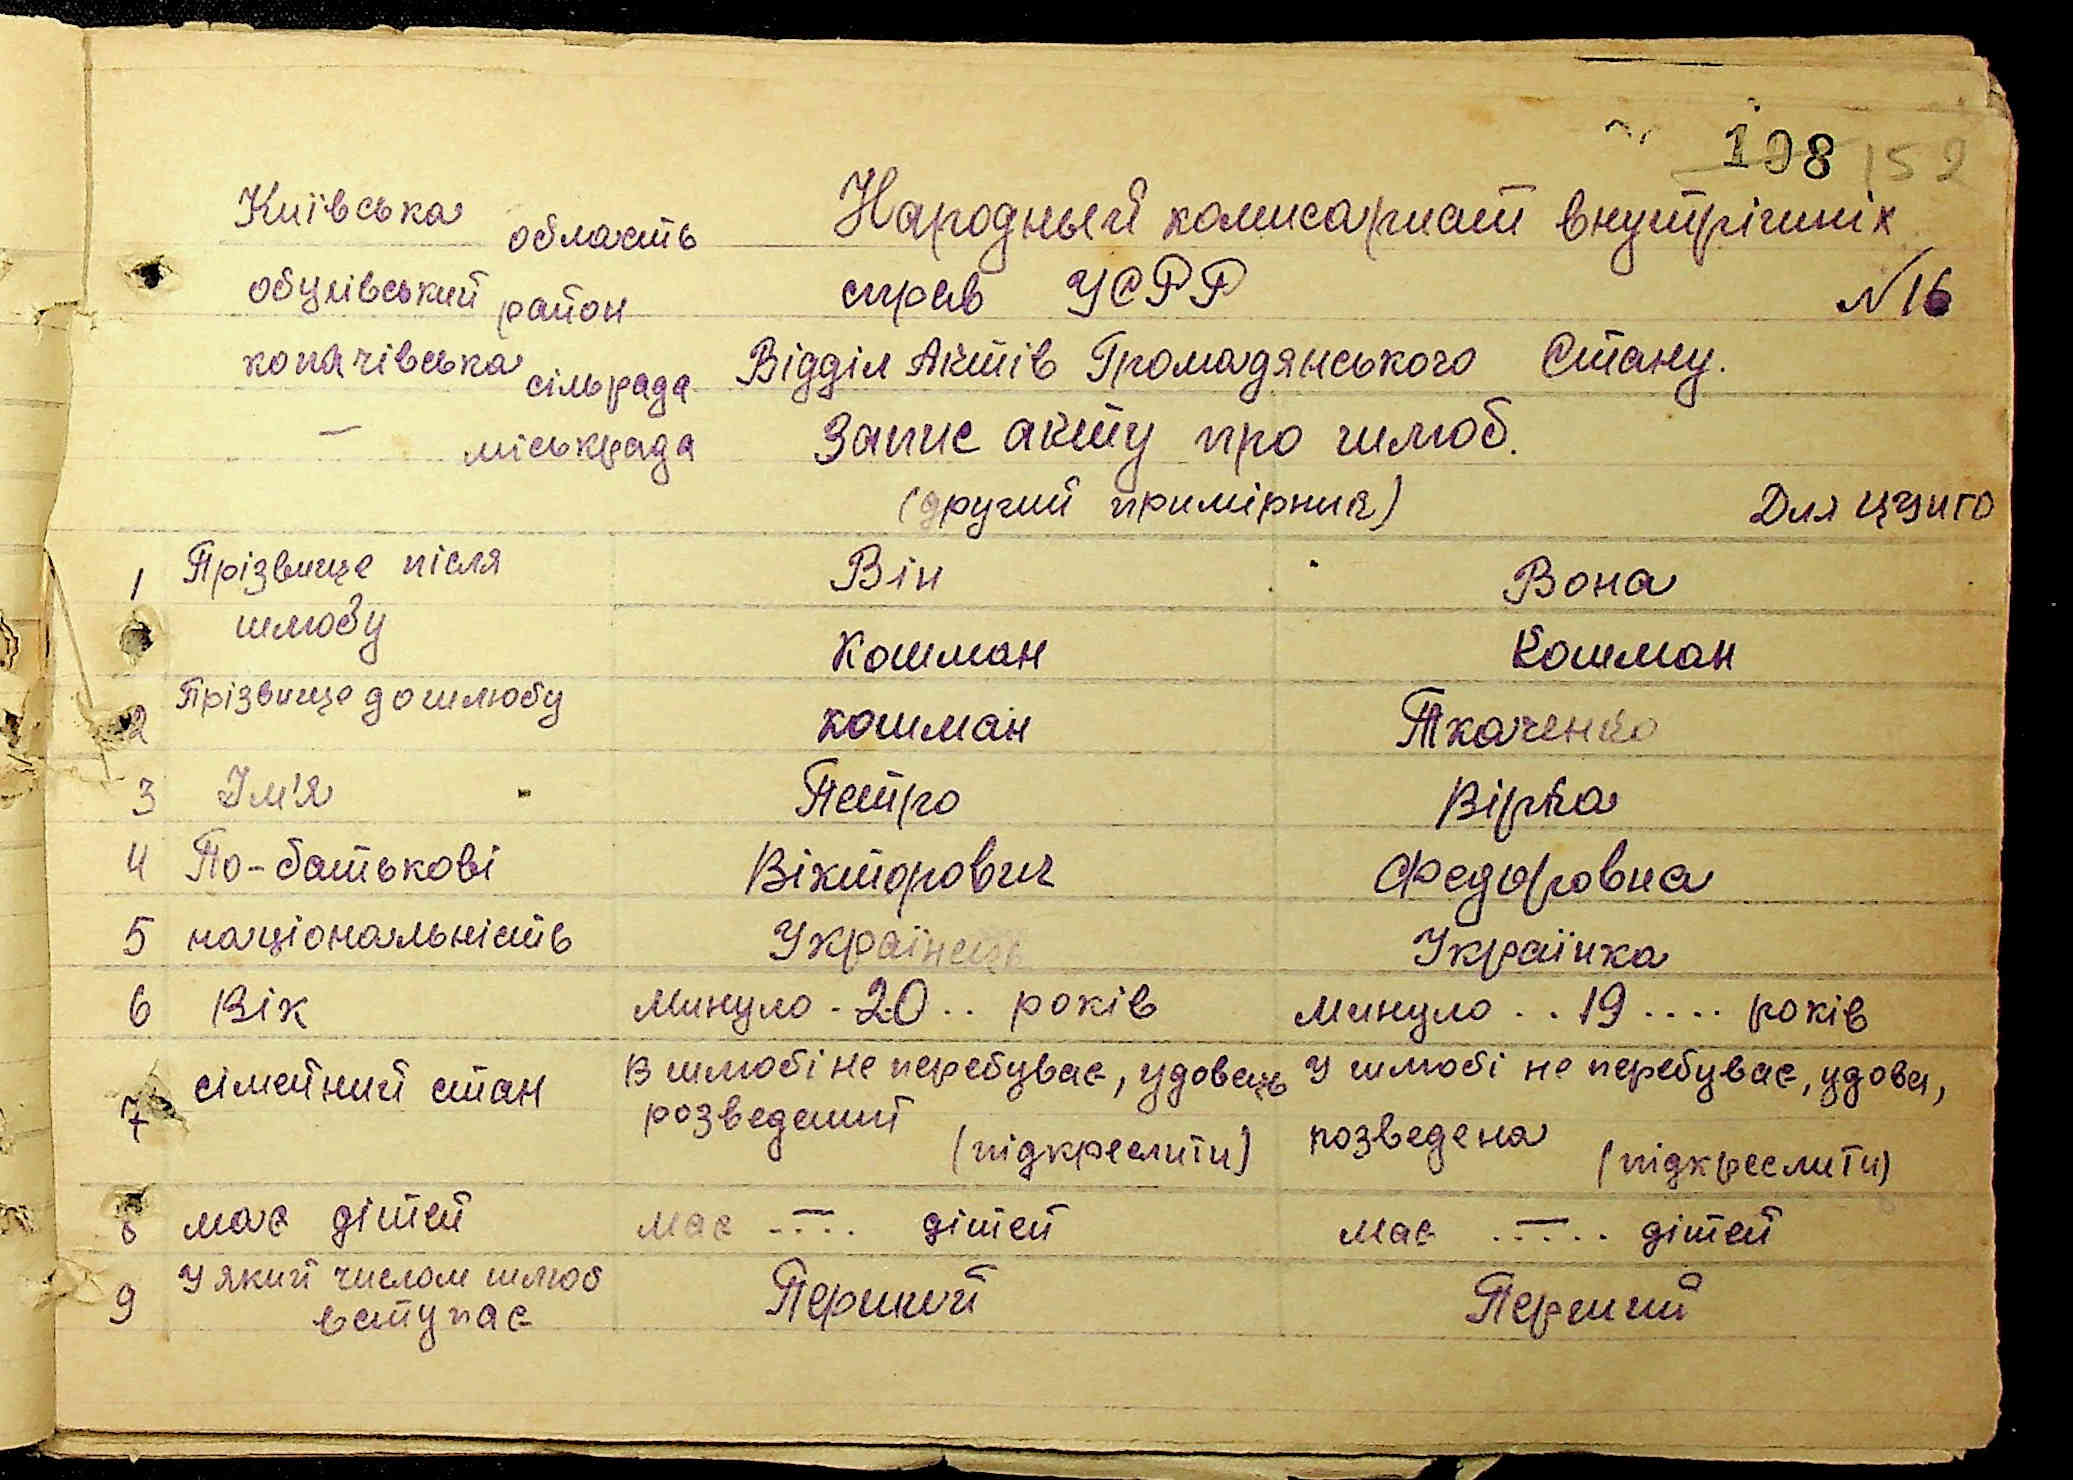 198 152
Київська область Народный комисариат внутрішніх
обухівський район справ УСРР N 16
копачівська сільрада Відділ Актів Громадянського Стану.
— міськрада Запис акту про шлюб.
(другий примірник) Для ЦУНГО
1 Прізвище після Він Вона
шлюбу Кошман Кошман
2 Прізвище до шлюбу кошман Ткаченко
3 Ім'я Петро Вірка
4 По-батькові Вікторович Федоровна
5 національність Українець Українка
6 Вік минуло . 20 . . років минуло . . 19 . . . . років
7 сімейний стан В шлюбі не перебуває, удовець У шлюбі не перебуває, удова,
розведений (підкреслити) розведена (підкреслити)
8 має дітей має — дітей має — дітей
9 У який числом шлюб Перший Перший
вступає